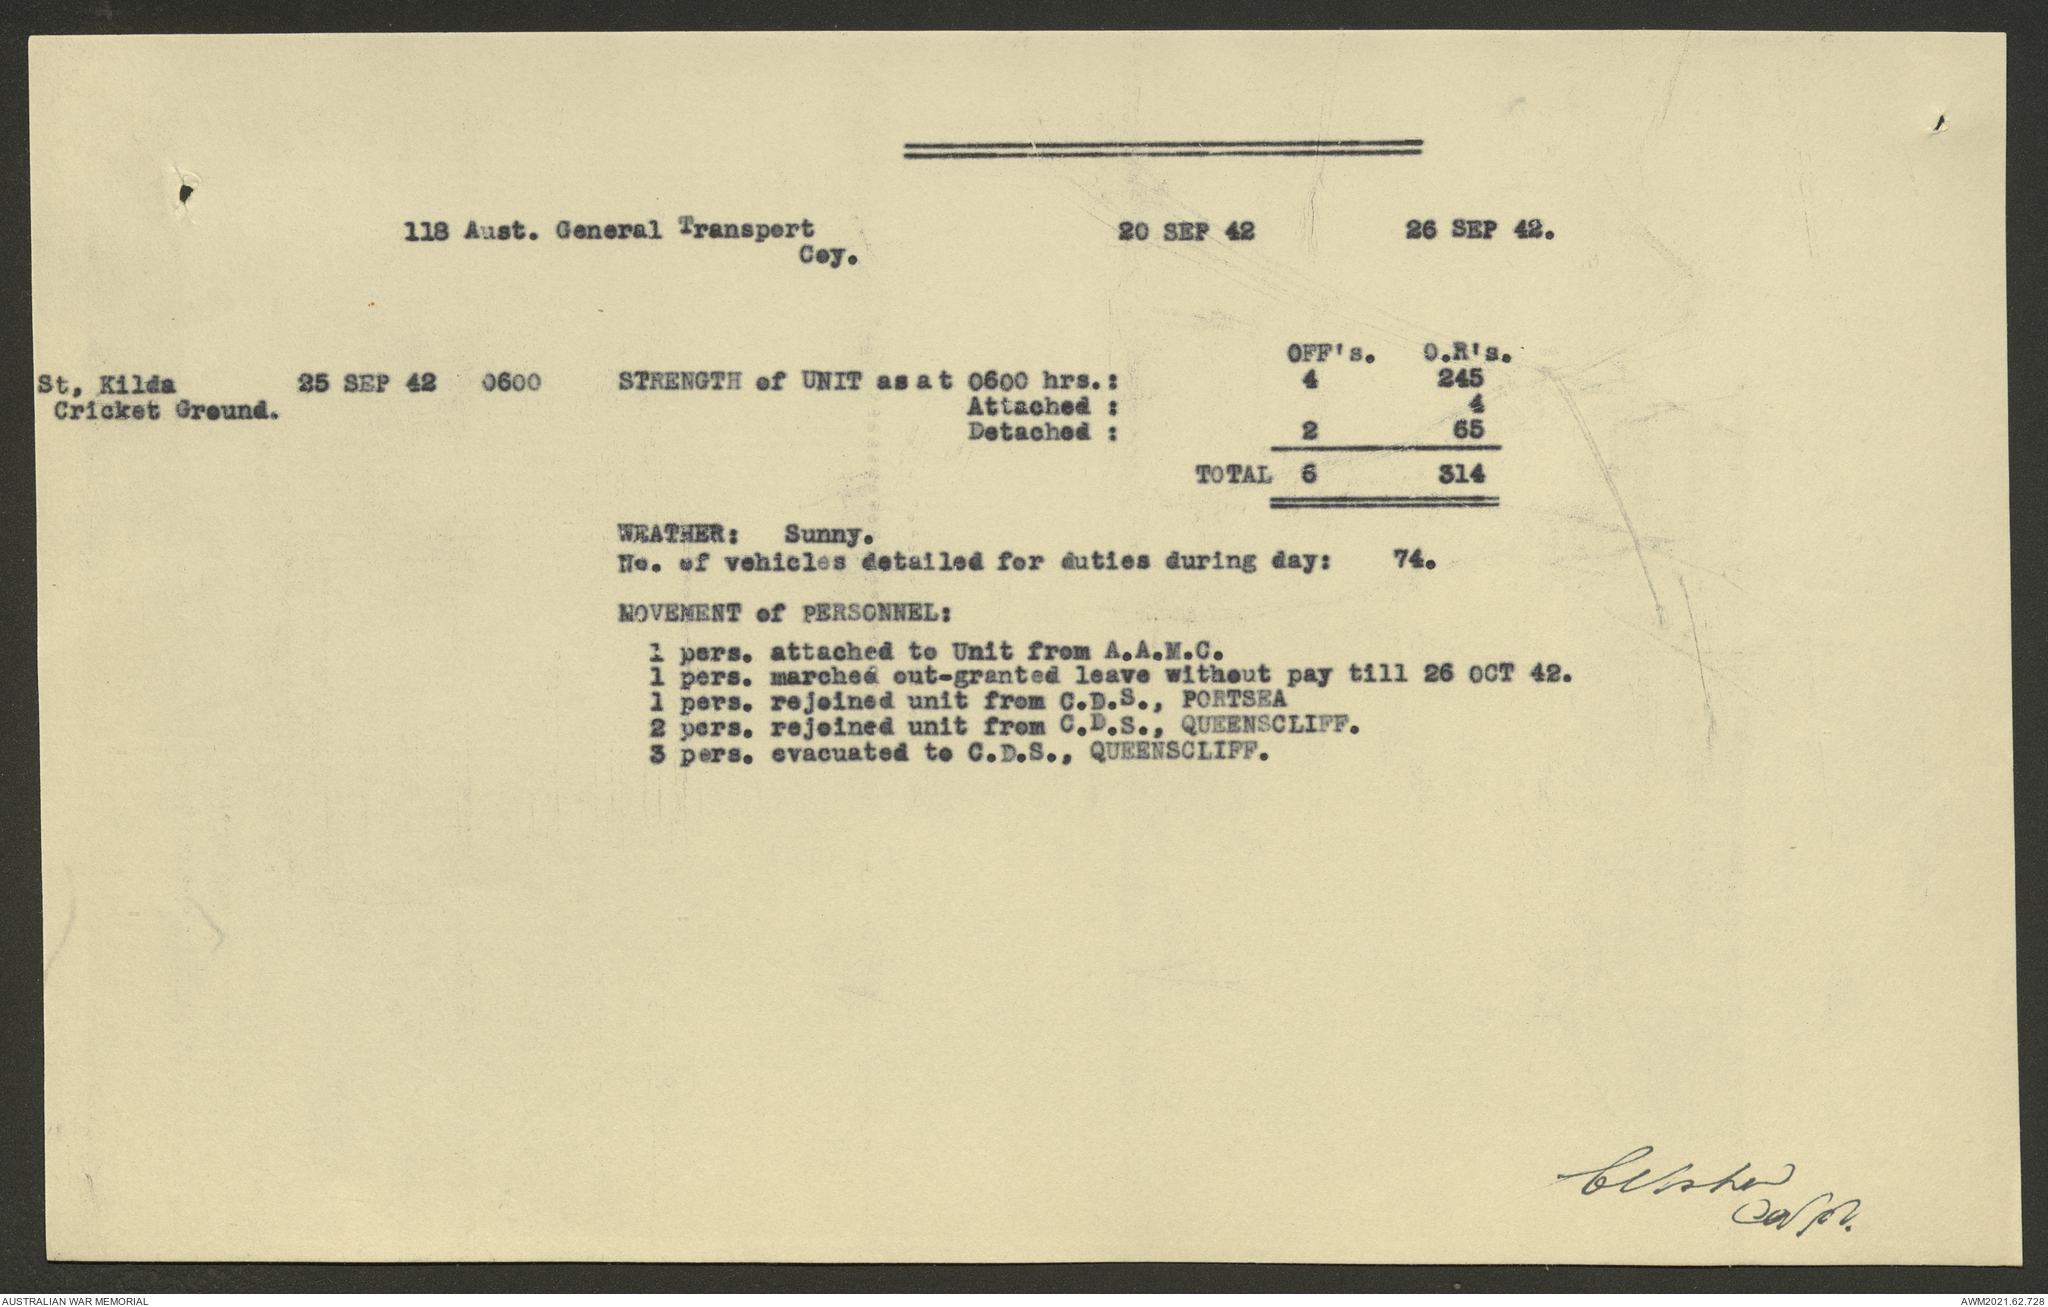 118 Aust. General Transport 20 SEP 42 26 SEP 42.
Coy.
OFF's. O.R's.
St, Kilda 25 SEP 42 0600 STRENGTH of UNIT as at 0600 hrs.: 4 245
Cricket Ground. Attached : 4
Detached : 2 65
TOTAL 6 314
WEATHER: Sunny.
No. of vehicles detailed for duties during day: 74.
MOVEMENT of PERSONNEL:
1 pers. attached to Unit from A.A.M.C.
1 pers. marched out-granted leave without pay till 26 OCT 42.
1 pers. rejoined unit from C.D.S., PORTSEA
2 pers. rejoined unit from C.D.S., QUEENSCLIFF.
3 pers. evacuated to C.D.S., QUEENSCLIFF.
Capt.
AUSTRALIAN WAR MEMORIAL AWM2021.62.728